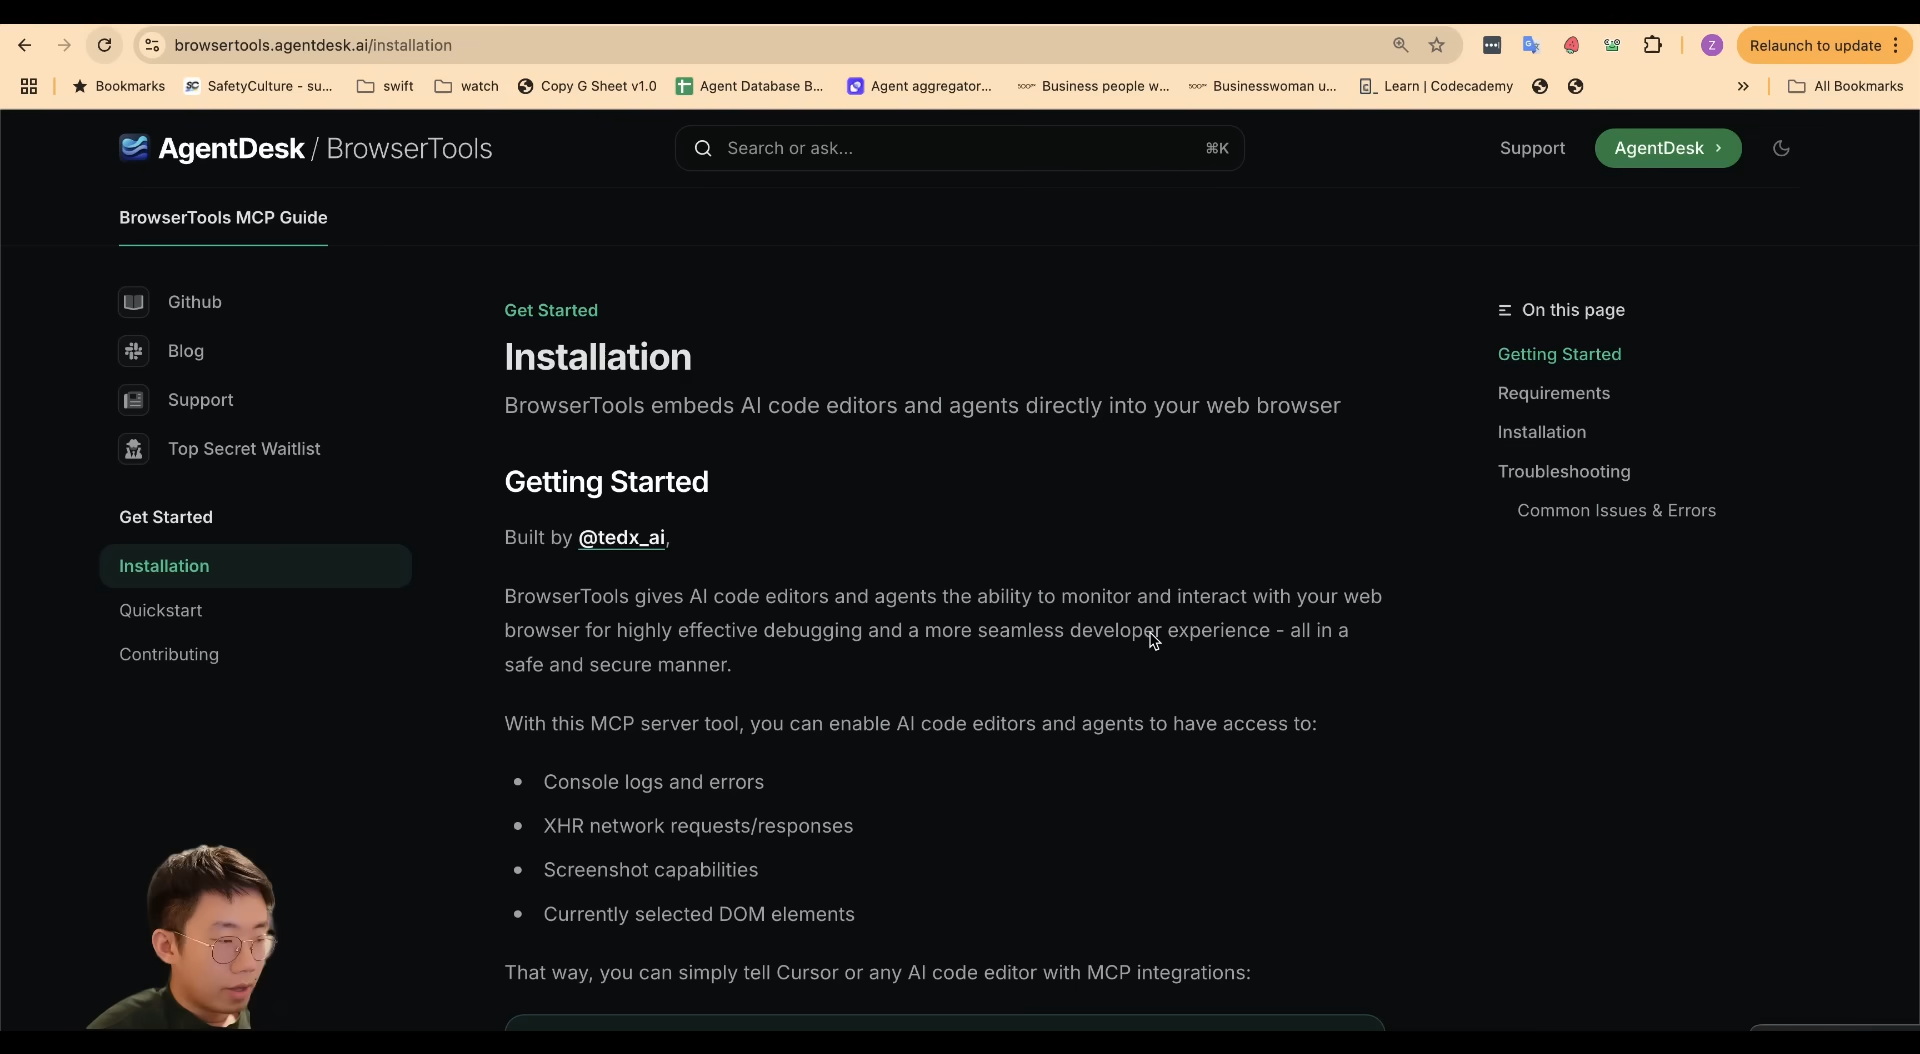 browsertools.agentdesk.ai/installation
Z
Relaunch to update
Bookmarks
SC
SafetyCulture - su...
swift
watch
Copy G Sheet v1.0
Agent Database B...
Agent aggregator...
Business people w...
Businesswoman u...
Learn | Codecademy
All Bookmarks
AgentDesk / BrowserTools
Search or ask...
⌘K
Support
AgentDesk
BrowserTools MCP Guide
Github
Blog
Support
Top Secret Waitlist
Get Started
Installation
Quickstart
Contributing
Get Started
Installation
BrowserTools embeds AI code editors and agents directly into your web browser
Getting Started
Built by @tedx_ai,
BrowserTools gives AI code editors and agents the ability to monitor and interact with your web
browser for highly effective debugging and a more seamless developer experience - all in a
safe and secure manner.
With this MCP server tool, you can enable AI code editors and agents to have access to:
• Console logs and errors
• XHR network requests/responses
• Screenshot capabilities
• Currently selected DOM elements
That way, you can simply tell Cursor or any AI code editor with MCP integrations:
On this page
Getting Started
Requirements
Installation
Troubleshooting
Common Issues & Errors